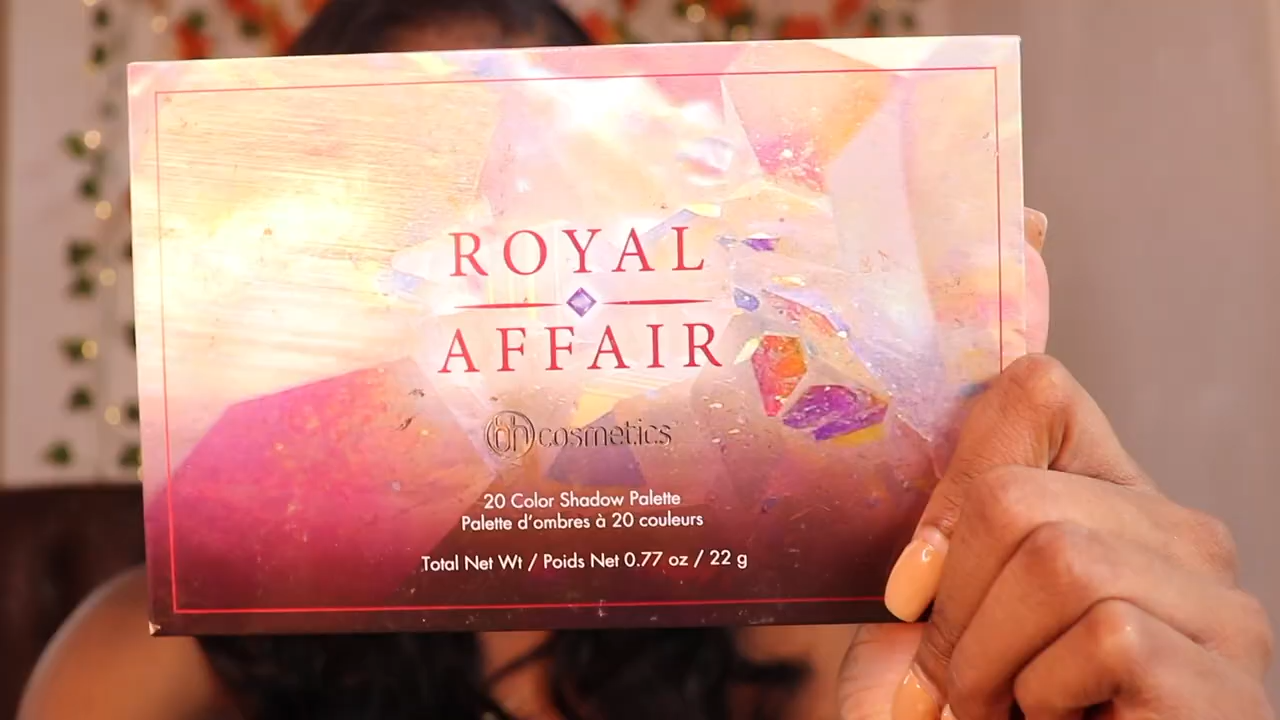 ROYAL
AFFAIR
bh cosmetics
20 Color Shadow Palette
Palette d'ombres à 20 couleurs
Total Net Wt / Poids Net 0.77 oz / 22 g